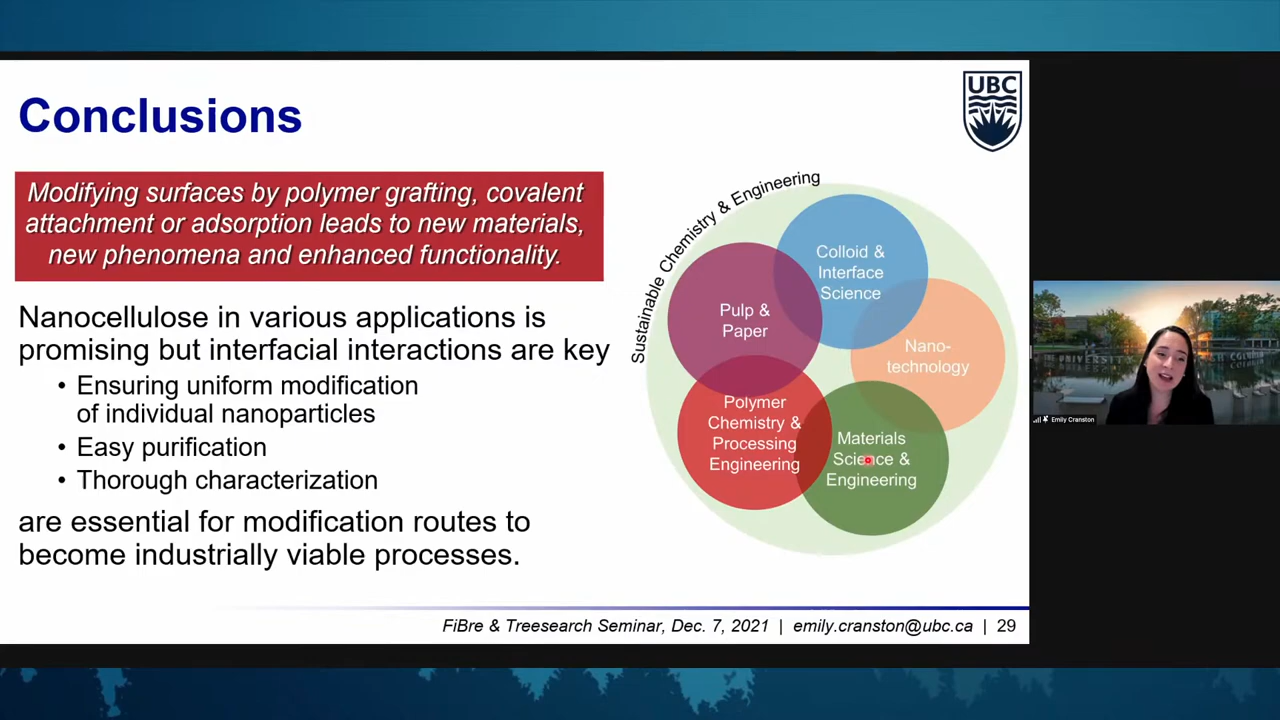 Conclusions
UBC
Modifying surfaces by polymer grafting, covalent
attachment or adsorption leads to new materials,
new phenomena and enhanced functionality.
Nanocellulose in various applications is
promising but interfacial interactions are key
• Ensuring uniform modification
of individual nanoparticles
• Easy purification
• Thorough characterization
are essential for modification routes to
become industrially viable processes.
Sustainable Chemistry & Engineering
Colloid &
Interface
Science
Pulp &
Paper
Nano-
technology
Polymer
Chemistry &
Processing
Engineering
Materials
Science &
Engineering
FiBre & Treesearch Seminar, Dec. 7, 2021 | emily.cranston@ubc.ca | 29
THE UNIVERSITY
Emily Cranston